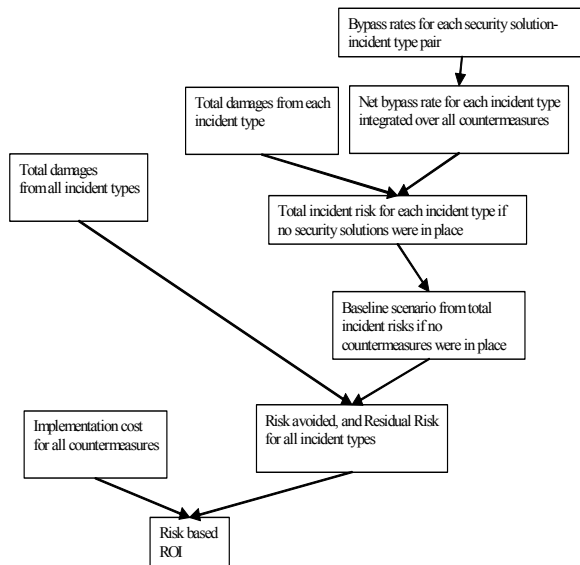 Bypass rates for each security solution-
incident type pair
Total damages from each
incident type
Net bypass rate for each incident type
integrated over all countermeasures
Total damages
from all incident types
Total incident risk for each incident type if
no security solutions were in place
Baseline scenario from total
incident risks if no
countermeasures were in place
Implementation cost
for all countermeasures
Risk avoided, and Residual Risk
for all incident types
Risk based
ROI